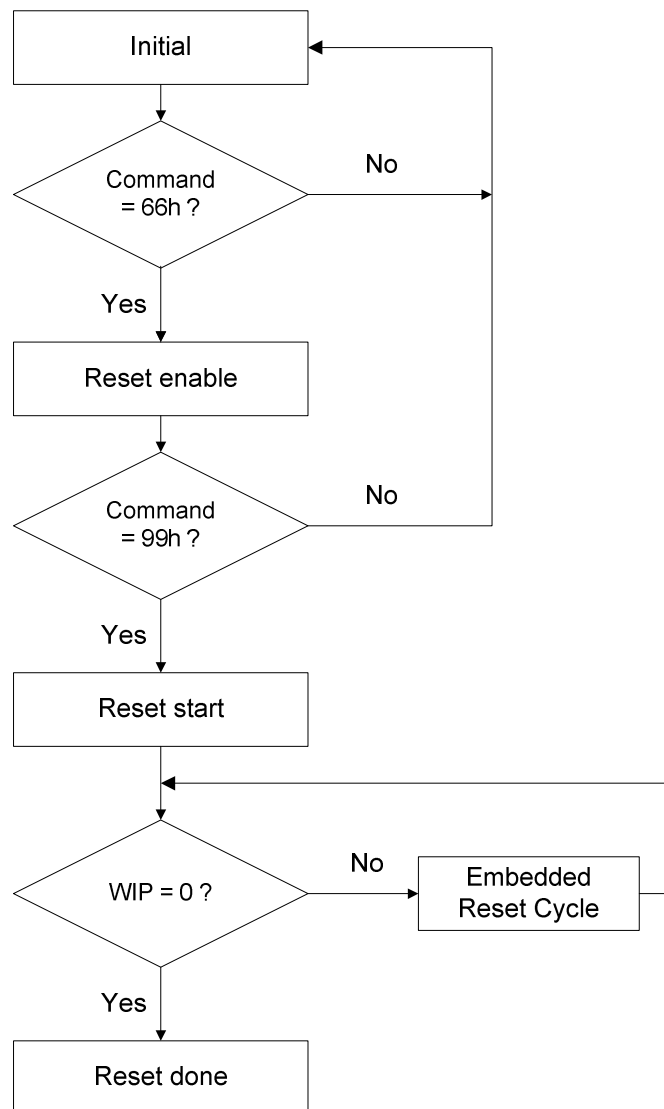 Initial
Command
= 66h ?
No
Yes
Reset enable
Command
= 99h ?
No
Yes
Reset start
WIP = 0 ?
No
Embedded
Reset Cycle
Yes
Reset done